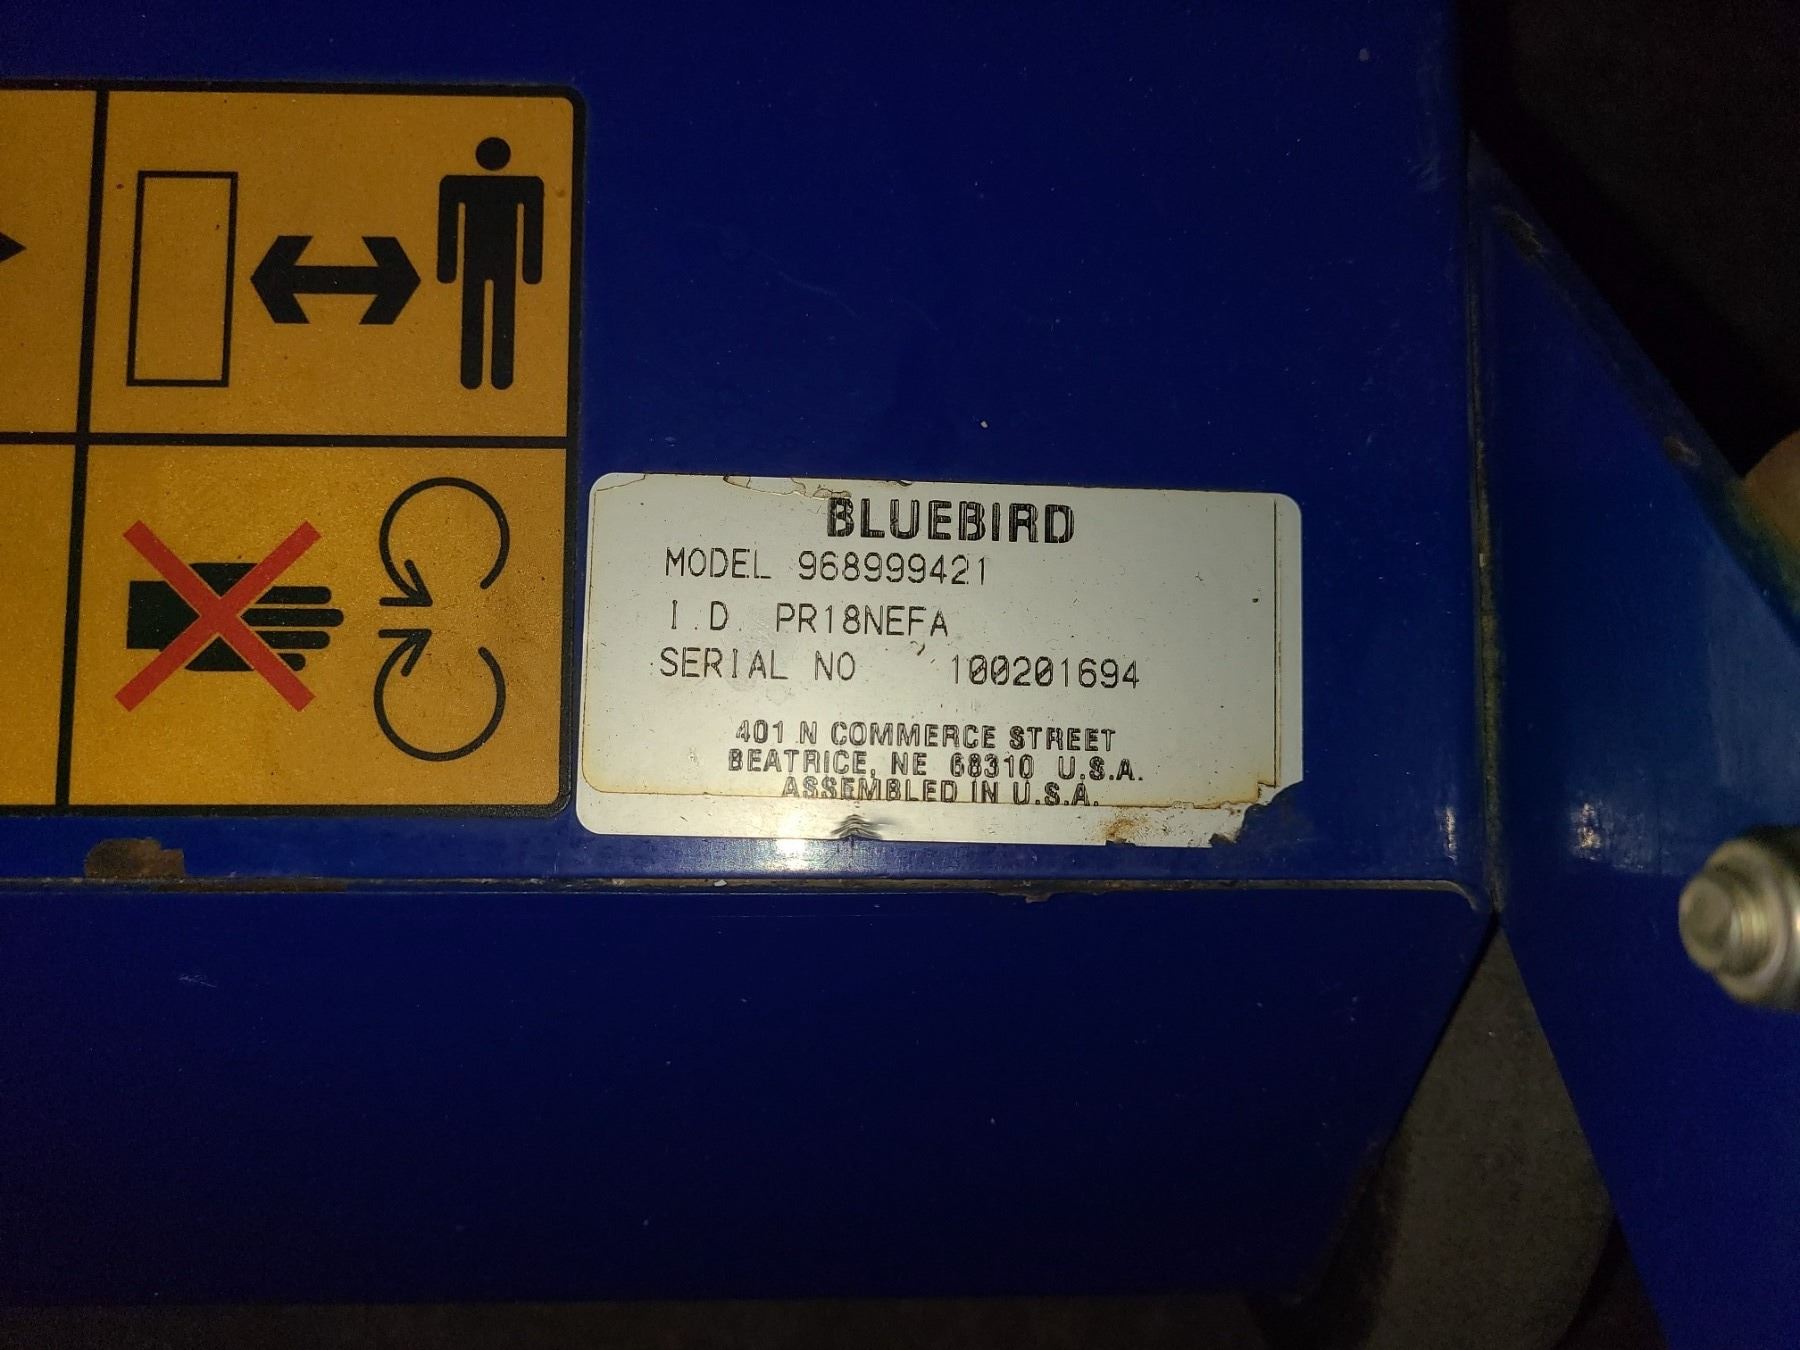 BLUEBIRD
MODEL 968999421
I.D PR18NEFA
SERIAL NO 100201694
401 N COMMERCE STREET
BEATRICE, NE 68310 U.S.A.
ASSEMBLED IN U.S.A.